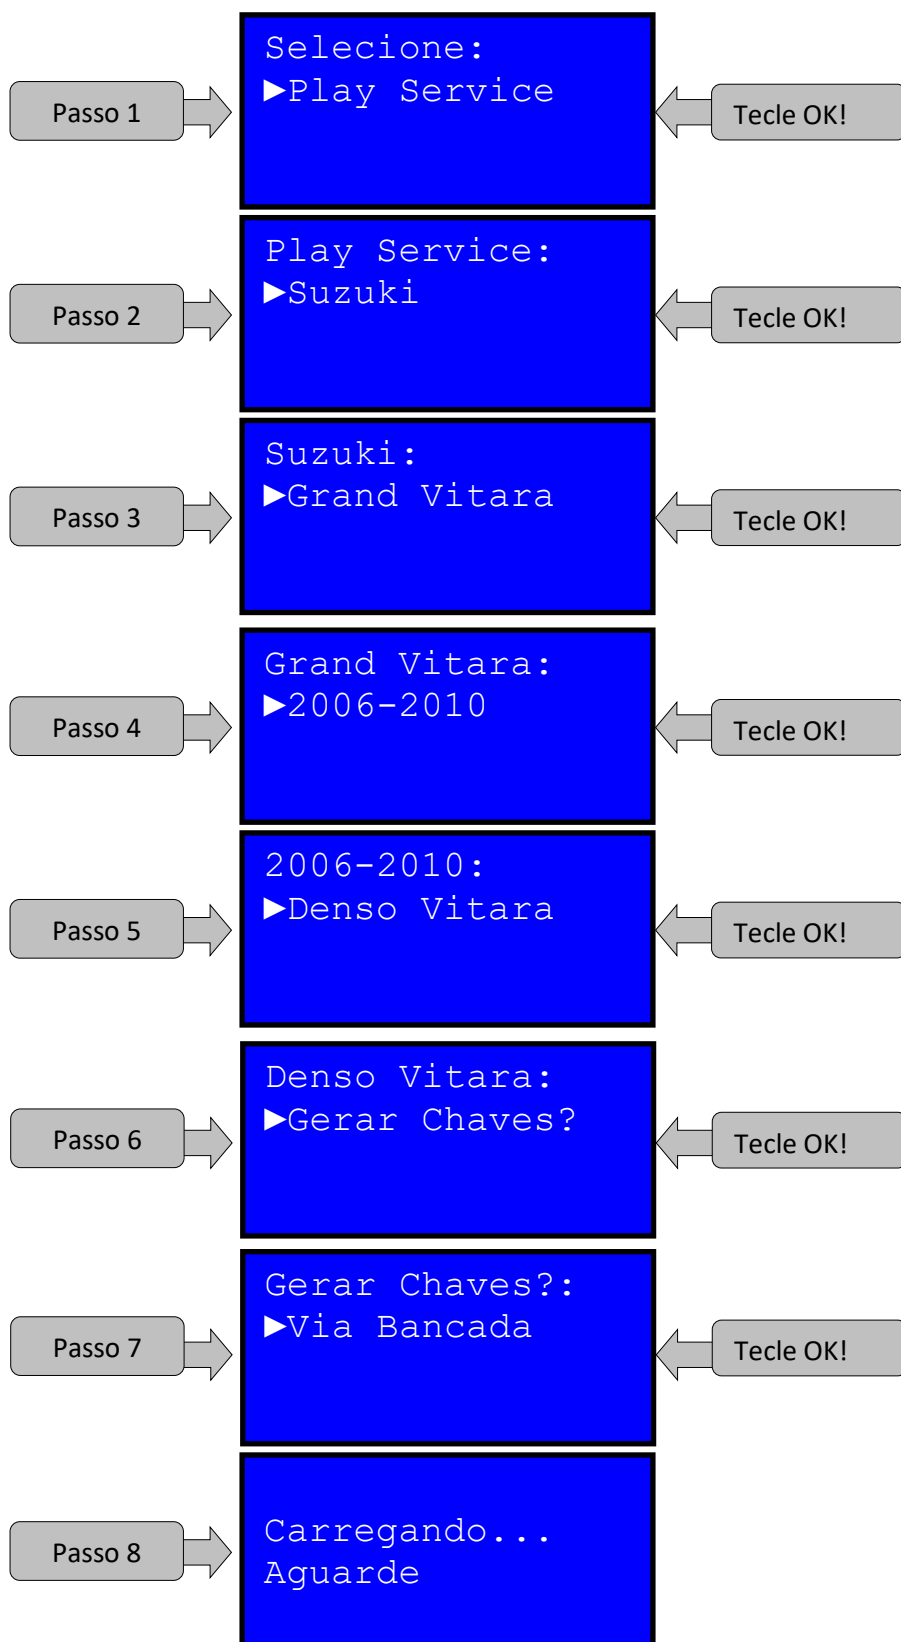 Selecione:
Passo 1
►Play Service
Tecle OK!
Play Service:
Passo 2
►Suzuki
Tecle OK!
Suzuki:
Passo 3
►Grand Vitara
Tecle OK!
Grand Vitara:
Passo 4
►2006-2010
Tecle OK!
2006-2010:
Passo 5
►Denso Vitara
Tecle OK!
Denso Vitara:
Passo 6
►Gerar Chaves?
Tecle OK!
Gerar Chaves?:
Passo 7
►Via Bancada
Tecle OK!
Passo 8
Carregando...
Aguarde